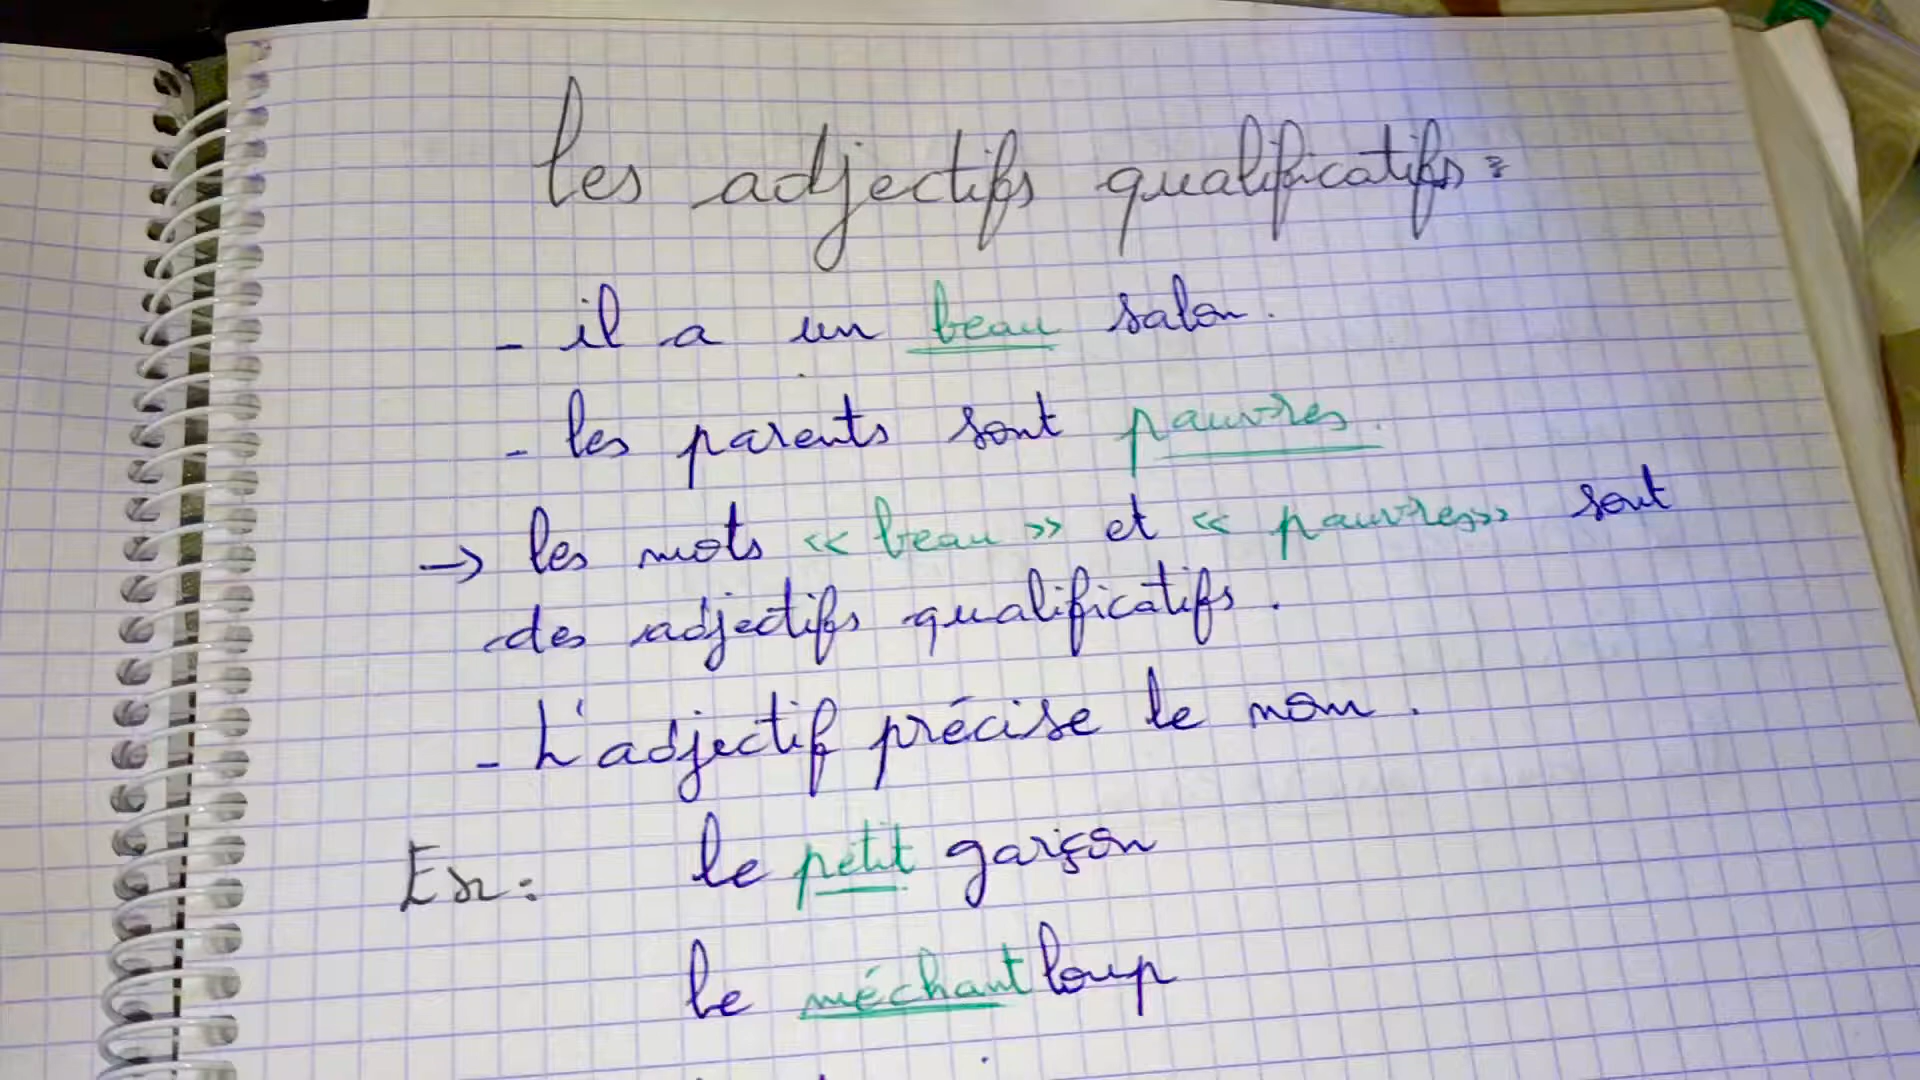 Les adjectifs qualificatifs :
- il a un beau salon.
- les parents sont pauvres.
→ les mots « beau » et « pauvres » sont
des adjectifs qualificatifs.
- L'adjectif précise le nom.
Ex : le petit garçon
le méchant loup